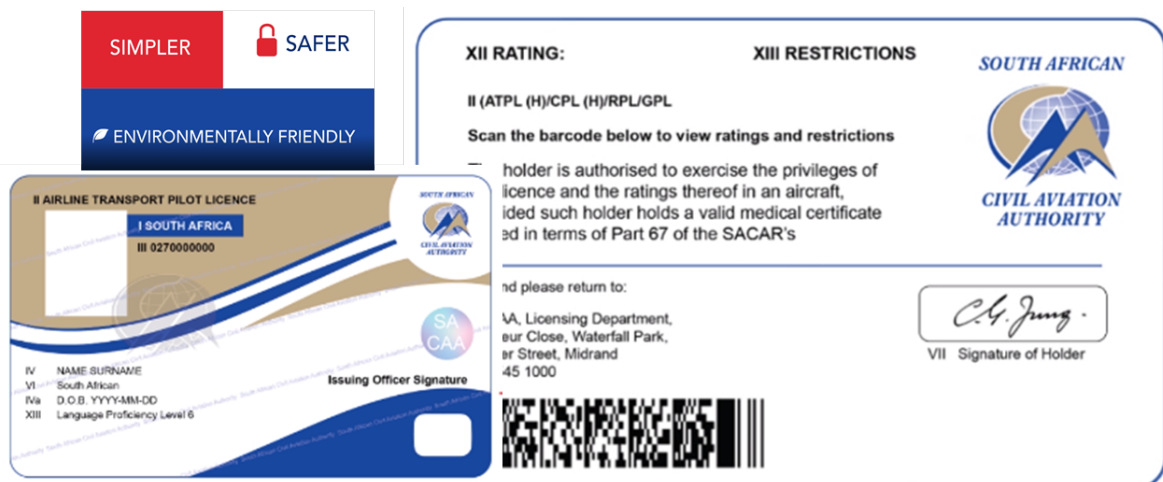 SIMPLER
SAFER
ENVIRONMENTALLY FRIENDLY
II AIRLINE TRANSPORT PILOT LICENCE
I SOUTH AFRICA
III 0270000000
SOUTH AFRICAN
CIVIL AVIATION
AUTHORITY
SA
CAA
IV NAME SURNAME
VI South African
IVa D.O.B. YYYY-MM-DD
XIII Language Proficiency Level 6
Issuing Officer Signature
XII RATING:
XIII RESTRICTIONS
II (ATPL (H)/CPL (H)/RPL/GPL
Scan the barcode below to view ratings and restrictions
holder is authorised to exercise the privileges of
licence and the ratings thereof in an aircraft,
ided such holder holds a valid medical certificate
ed in terms of Part 67 of the SACAR's
SOUTH AFRICAN
CIVIL AVIATION
AUTHORITY
nd please return to:
AA, Licensing Department,
eur Close, Waterfall Park,
er Street, Midrand
45 1000
C.G. Jung.
VII Signature of Holder